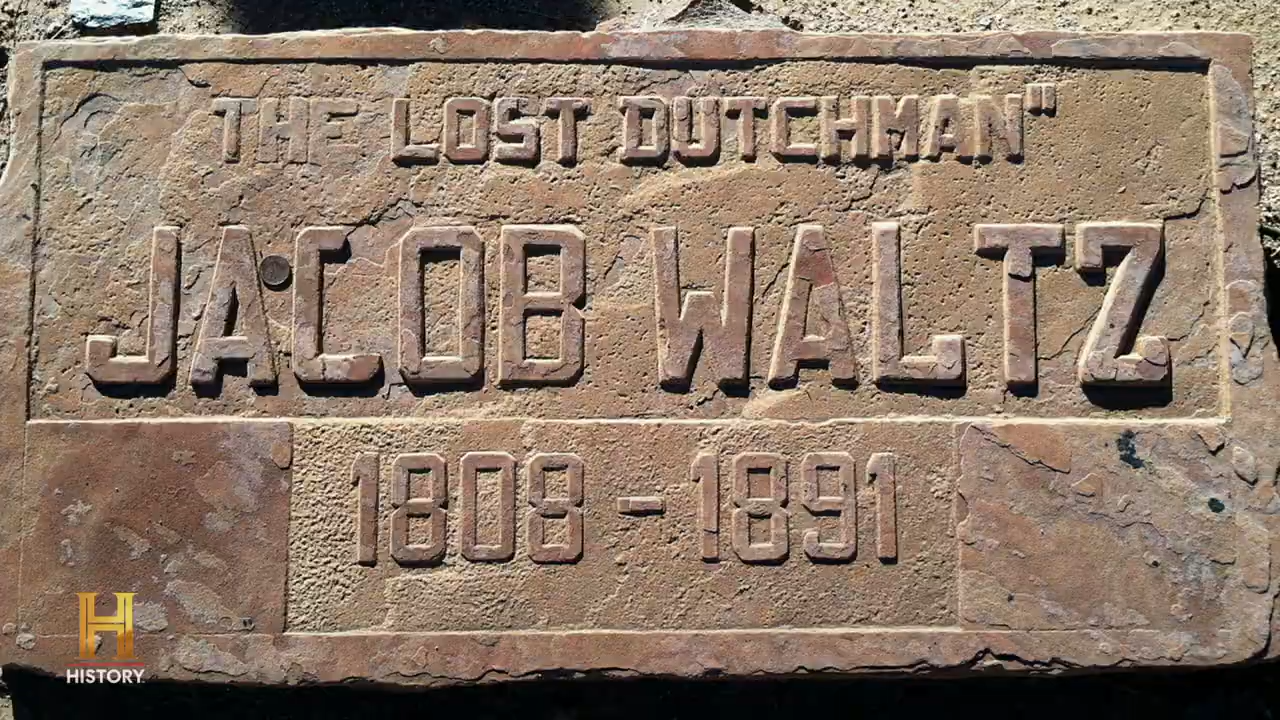 THE LOST DUTCHMAN"
JACOB WALTZ
1808 - 1891
H
HISTORY